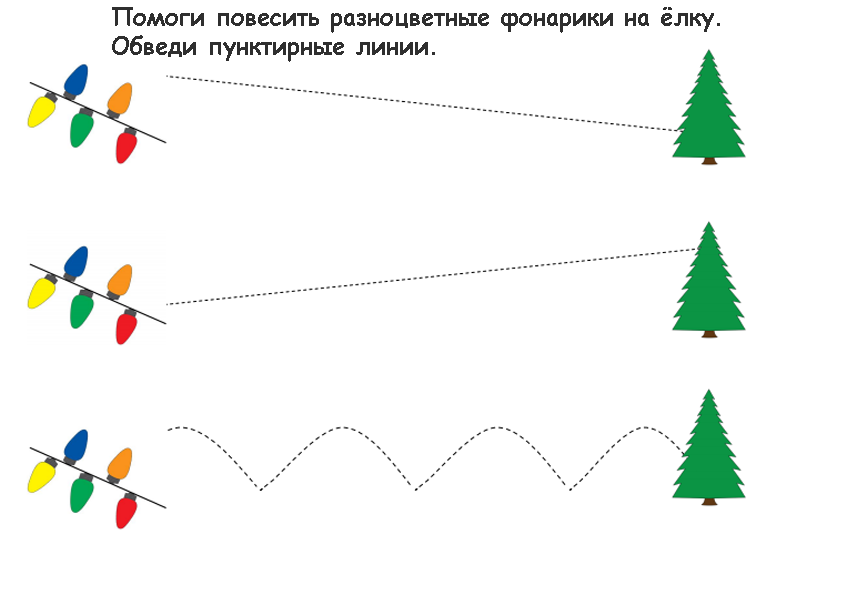 Помоги повесить разноцветные фонарики на ёлку.
Обведи пунктирные линии.